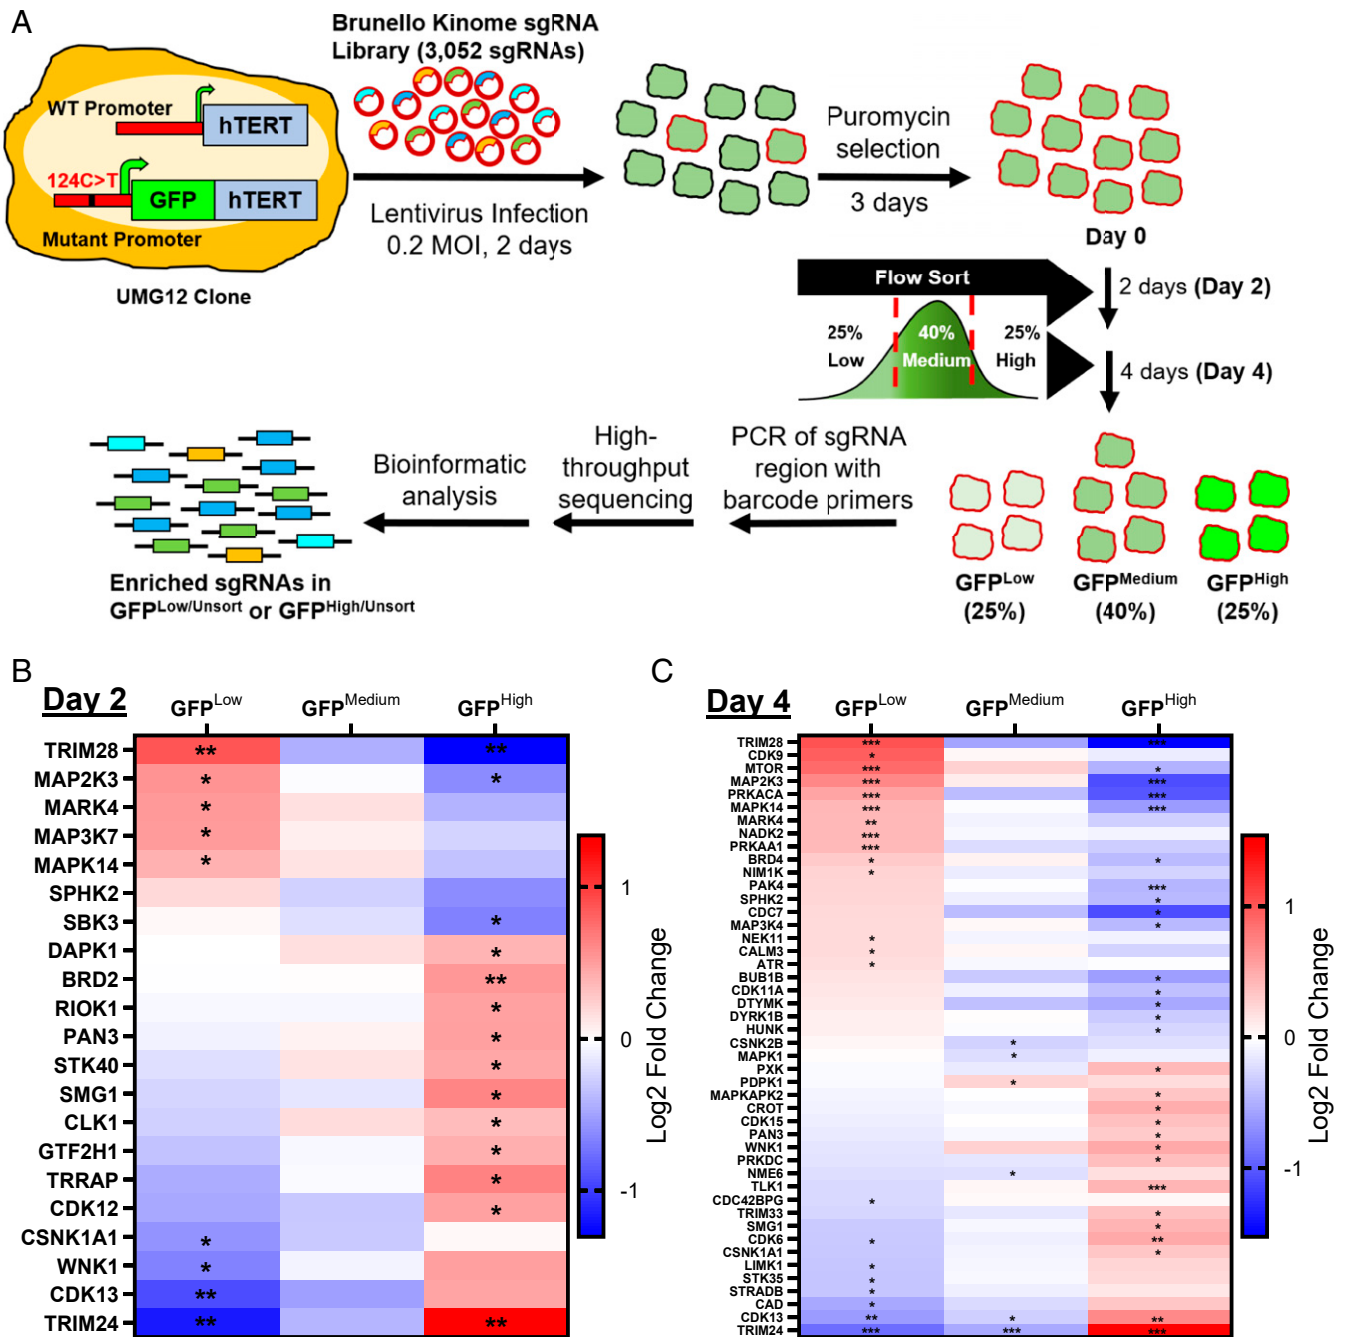 A
Brunello Kinome sgRNA
Library (3,052 sgRNAs)
WT Promoter
hTERT
124C>T
GFP
hTERT
Mutant Promoter
UMG12 Clone
Lentivirus Infection
0.2 MOI, 2 days
Puromycin
selection
3 days
Day 0
Flow Sort
25%
Low
40%
Medium
25%
High
2 days (Day 2)
4 days (Day 4)
GFPLow
(25%)
GFPMedium
(40%)
GFPHigh
(25%)
PCR of sgRNA
region with
barcode primers
High-
throughput
sequencing
Bioinformatic
analysis
Enriched sgRNAs in
GFPLow/Unsort or GFPHigh/Unsort
B
Day 2
GFPLow GFPMedium GFPHigh
TRIM28 ** **
MAP2K3 * *
MARK4 *
MAP3K7 *
MAPK14 *
SPHK2
SBK3 *
DAPK1 *
BRD2 **
RIOK1 *
PAN3 *
STK40 *
SMG1 *
CLK1 *
GTF2H1 *
TRRAP *
CDK12 *
CSNK1A1 *
WNK1 *
CDK13 **
TRIM24 ** **
1
0
-1
Log2 Fold Change
C
Day 4
GFPLow GFPMedium GFPHigh
TRIM28 *** ***
CDK9 *
MTOR *** *
MAP2K3 *** ***
PRKACA *** ***
MAPK14 *** ***
MARK4 **
NADK2 ***
PRKAA1 ***
BRD4 * *
NIM1K *
PAK4 ***
SPHK2 *
CDC7 *
MAP3K4 *
NEK11 *
CALM3 *
ATR *
BUB1B *
CDK11A *
DTYMK *
DYRK1B *
HUNK *
CSNK2B *
MAPK1 *
PXK *
PDPK1 *
MAPKAPK2 *
CROT *
CDK15 *
PAN3 *
WNK1 *
PRKDC *
NME6 *
TLK1 ***
CDC42BPG *
TRIM33 *
SMG1 *
CDK6 * **
CSNK1A1 *
LIMK1 *
STK35 *
STRADB *
CAD *
CDK13 ** * **
TRIM24 *** *** ***
1
0
-1
Log2 Fold Change